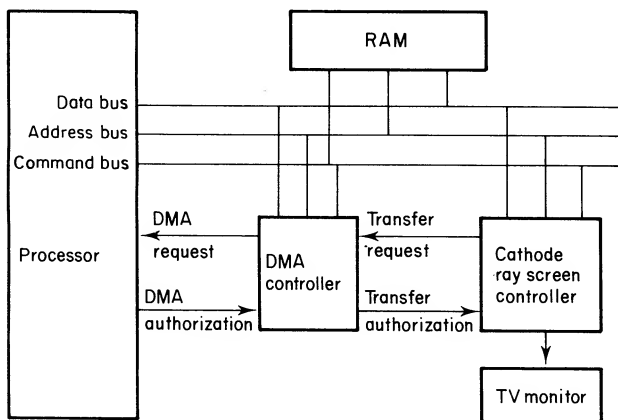 RAM
Data bus
Address bus
Command bus
Processor
DMA
request
DMA
authorization
DMA
controller
Transfer
request
Transfer
authorization
Cathode
ray screen
controller
TV monitor